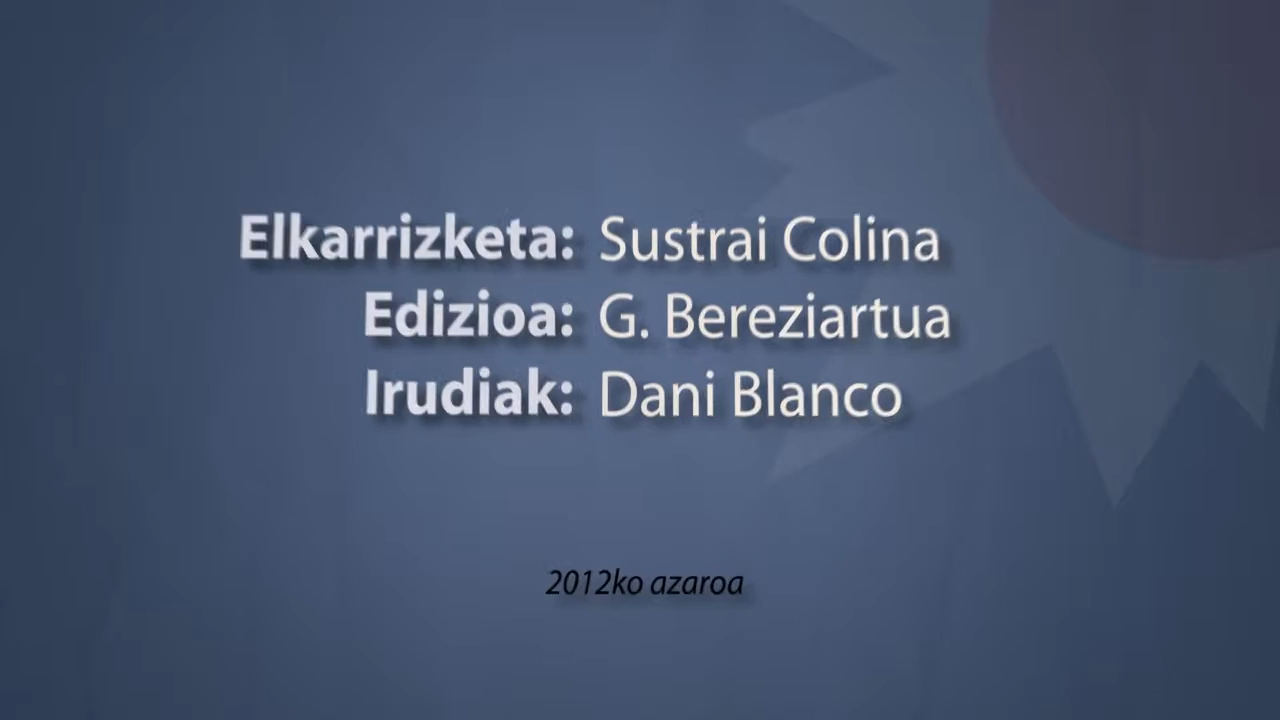 Elkarrizketa: Sustrai Colina
Edizioa: G. Bereziartua
Irudiak: Dani Blanco
2012ko azaroa